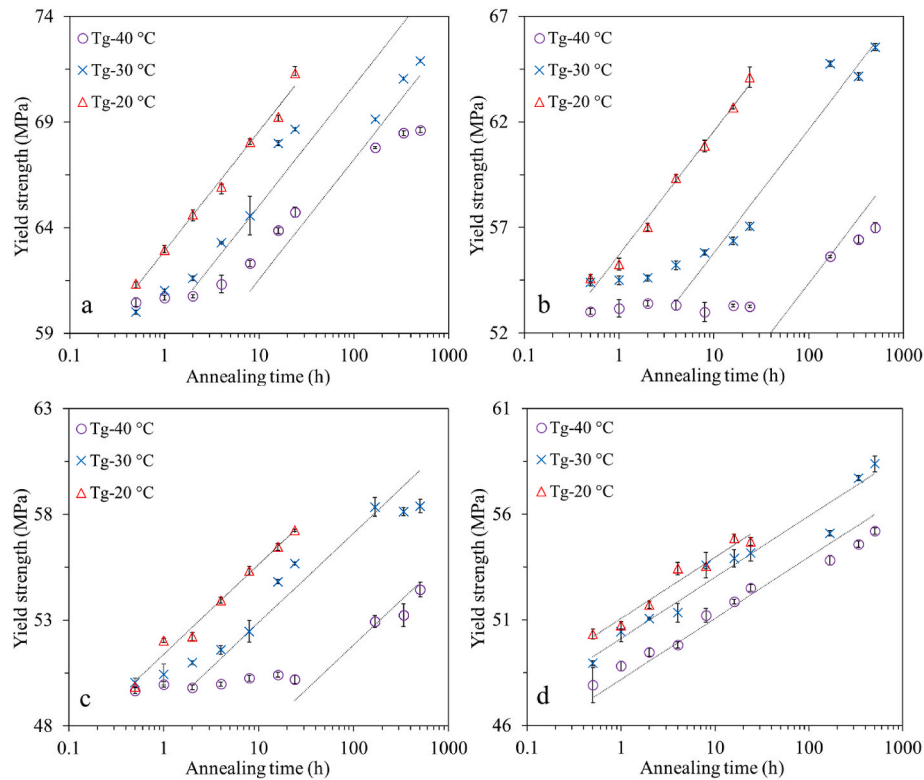 74
69
64
59
Yield strength (MPa)
Tg-40 °C
Tg-30 °C
Tg-20 °C
a
0.1 1 10 100 1000
Annealing time (h)
67
62
57
52
Yield strength (MPa)
Tg-40 °C
Tg-30 °C
Tg-20 °C
b
0.1 1 10 100 1000
Annealing time (h)
63
58
53
48
Yield strength (MPa)
Tg-40 °C
Tg-30 °C
Tg-20 °C
c
0.1 1 10 100 1000
Annealing time (h)
61
56
51
46
Yield strength (MPa)
Tg-40 °C
Tg-30 °C
Tg-20 °C
d
0.1 1 10 100 1000
Annealing time (h)